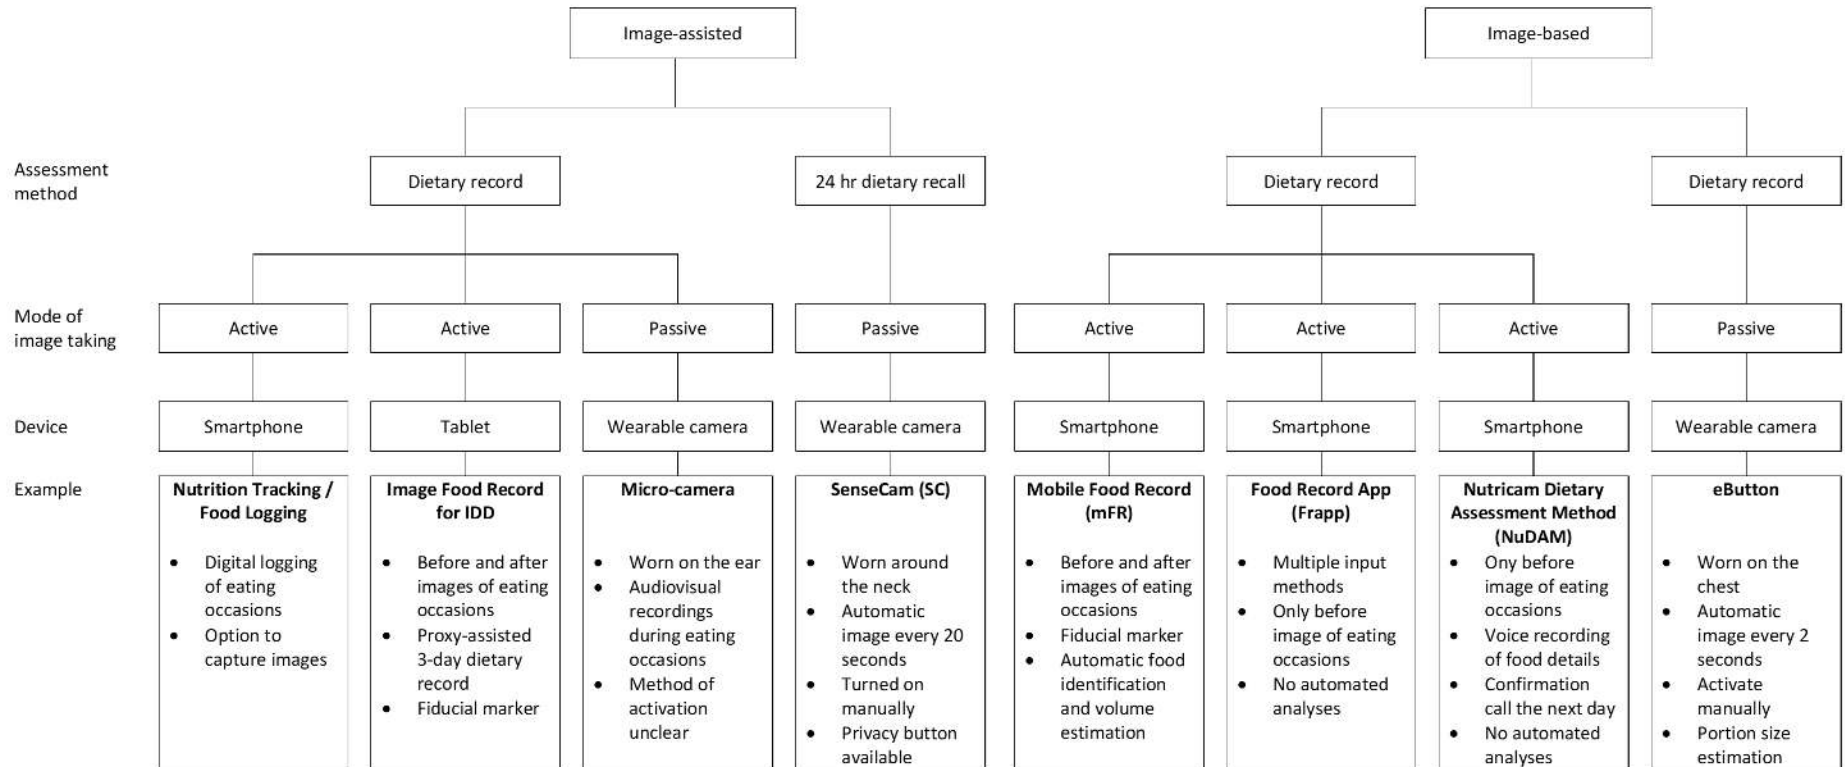 Image-assisted
Image-based
Assessment
method
Dietary record
24 hr dietary recall
Dietary record
Dietary record
Mode of
image taking
Active
Active
Passive
Passive
Active
Active
Active
Passive
Device
Smartphone
Tablet
Wearable camera
Wearable camera
Smartphone
Smartphone
Smartphone
Wearable camera
Example
Nutrition Tracking /
Food Logging
• Digital logging
of eating
occasions
• Option to
capture images
Image Food Record
for IDD
• Before and after
images of eating
occasions
• Proxy-assisted
3-day dietary
record
• Fiducial marker
Micro-camera
• Worn on the ear
• Audiovisual
recordings
during eating
occasions
• Method of
activation
unclear
SenseCam (SC)
• Worn around
the neck
• Automatic
image every 20
seconds
• Turned on
manually
• Privacy button
available
Mobile Food Record
(mFR)
• Before and after
images of eating
occasions
• Fiducial marker
• Automatic food
identification
and volume
estimation
Food Record App
(Frapp)
• Multiple input
methods
• Only before
image of eating
occasions
• No automated
analyses
Nutricam Dietary
Assessment Method
(NuDAM)
• Ony before
image of eating
occasions
• Voice recording
of food details
• Confirmation
call the next day
• No automated
analyses
eButton
• Worn on the
chest
• Automatic
image every 2
seconds
• Activate
manually
• Portion size
estimation